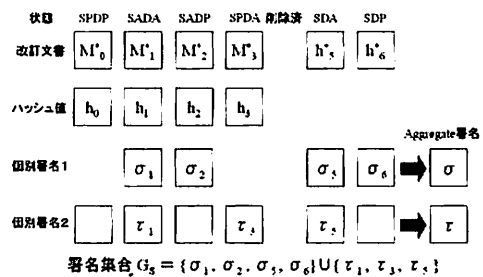 状態 SPDP SADA SADP SPDA 削除済 SDA SDP
改訂文書 M*0 M*1 M*2 M*3 h*5 h*6
ハッシュ値 h0 h1 h2 h3
Aggregate署名
個別署名1 σ1 σ2 σ5 σ6 σ
個別署名2 τ1 τ3 τ5 τ
署名集合 GS = {σ1, σ2, σ5, σ6}∪{τ1, τ3, τ5}